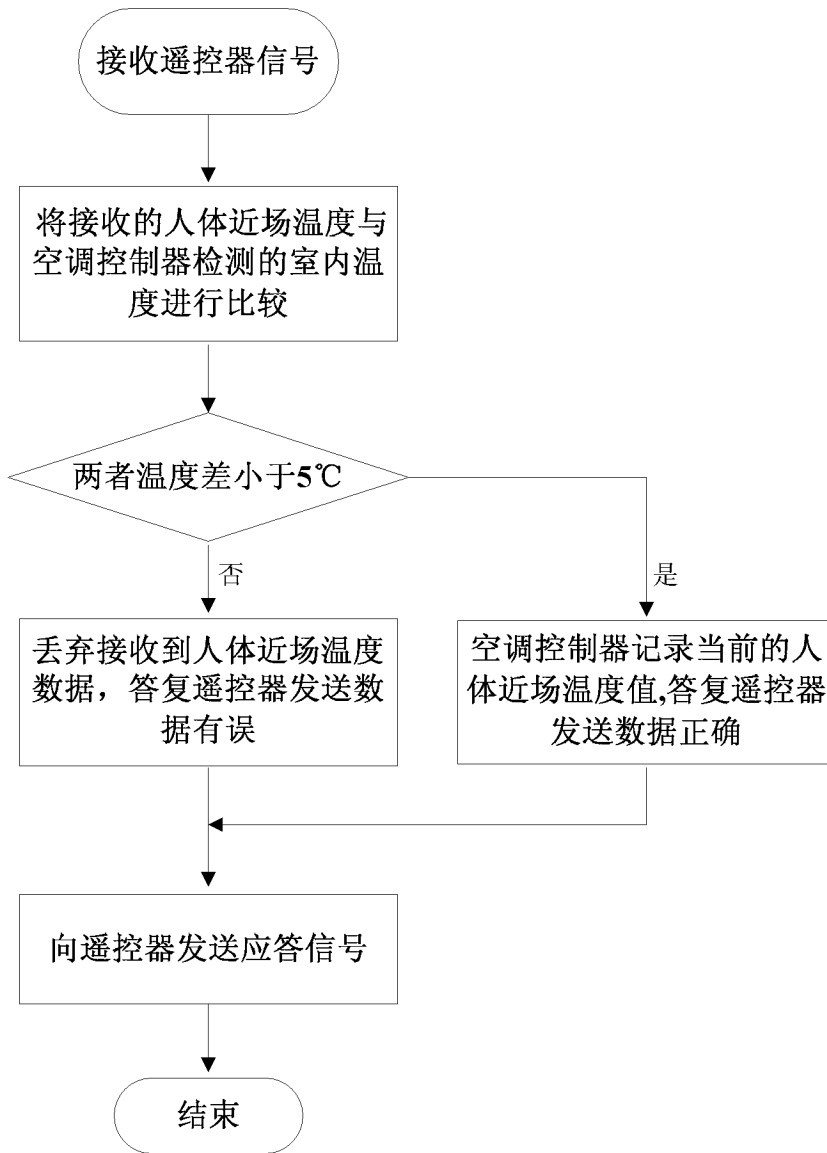 接收遥控器信号
将接收的人体近场温度与
空调控制器检测的室内温
度进行比较
两者温度差小于5℃
否
是
丢弃接收到人体近场温度
数据，答复遥控器发送数
据有误
空调控制器记录当前的人
体近场温度值,答复遥控器
发送数据正确
向遥控器发送应答信号
结束